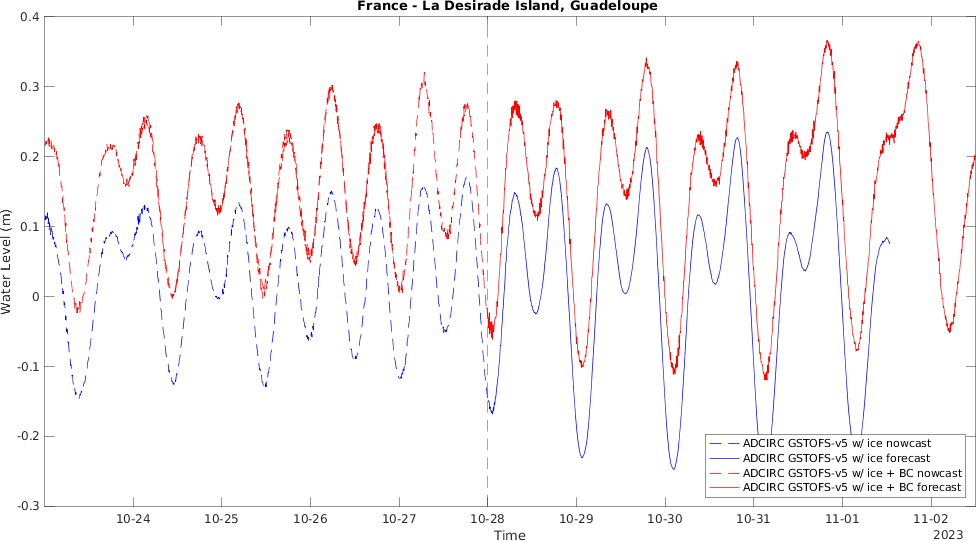 France - La Desirade Island, Guadeloupe
0.4
0.3
0.2
0.1
0
-0.1
-0.2
-0.3
Water Level (m)
ADCIRC GSTOFS-v5 w/ ice nowcast
ADCIRC GSTOFS-v5 w/ ice forecast
ADCIRC GSTOFS-v5 w/ ice + BC nowcast
ADCIRC GSTOFS-v5 w/ ice + BC forecast
10-24 10-25 10-26 10-27 10-28 10-29 10-30 10-31 11-01 11-02
Time
2023